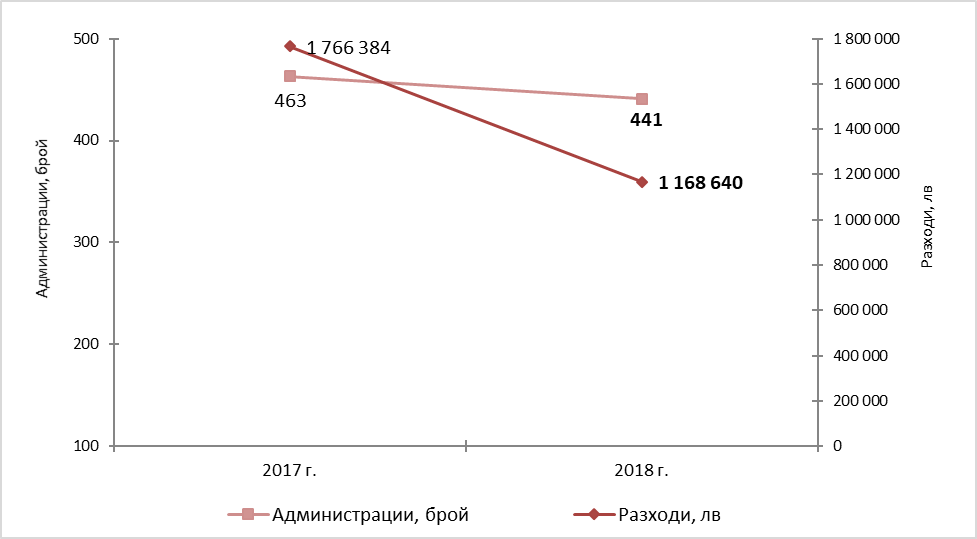 500
400
300
200
100
Администрации, брой
1 766 384
463
441
1 168 640
1 800 000
1 600 000
1 400 000
1 200 000
1 000 000
800 000
600 000
400 000
200 000
0
Разходи, лв
2017 г.
2018 г.
Администрации, брой
Разходи, лв